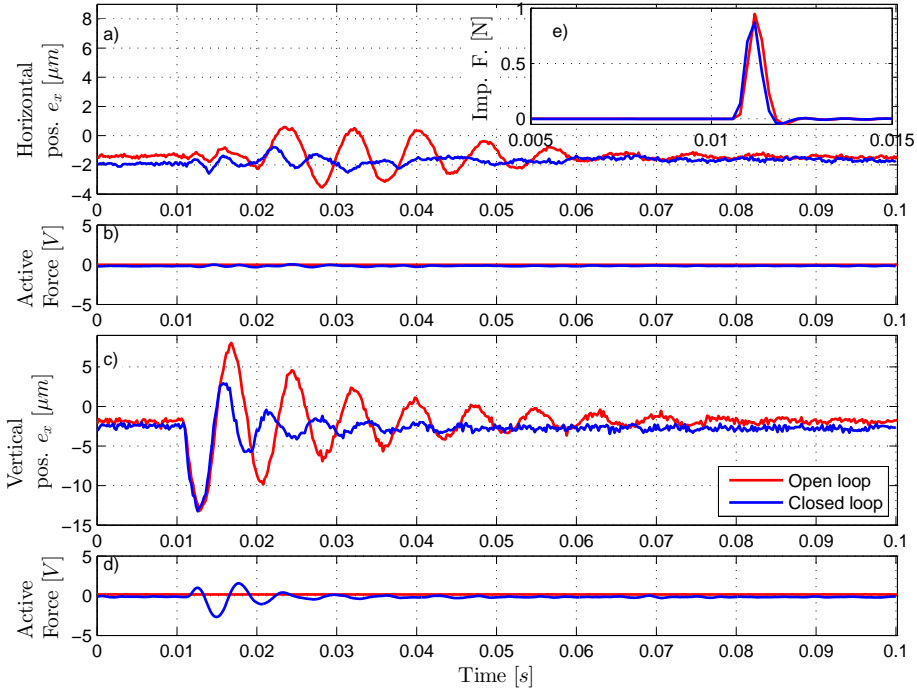 a)
Horizontal
pos. e_x [μm]
8
6
4
2
0
−2
−4
0 0.01 0.02 0.03 0.04 0.05 0.06 0.07 0.08 0.09 0.1
e)
Imp. F. [N]
1
0.5
0
0.005 0.01 0.015
b)
Active
Force [V]
5
0
−5
0 0.01 0.02 0.03 0.04 0.05 0.06 0.07 0.08 0.09 0.1
c)
Vertical
pos. e_x [μm]
5
0
−5
−10
−15
0 0.01 0.02 0.03 0.04 0.05 0.06 0.07 0.08 0.09 0.1
Open loop
Closed loop
d)
Active
Force [V]
5
0
−5
0 0.01 0.02 0.03 0.04 0.05 0.06 0.07 0.08 0.09 0.1
Time [s]